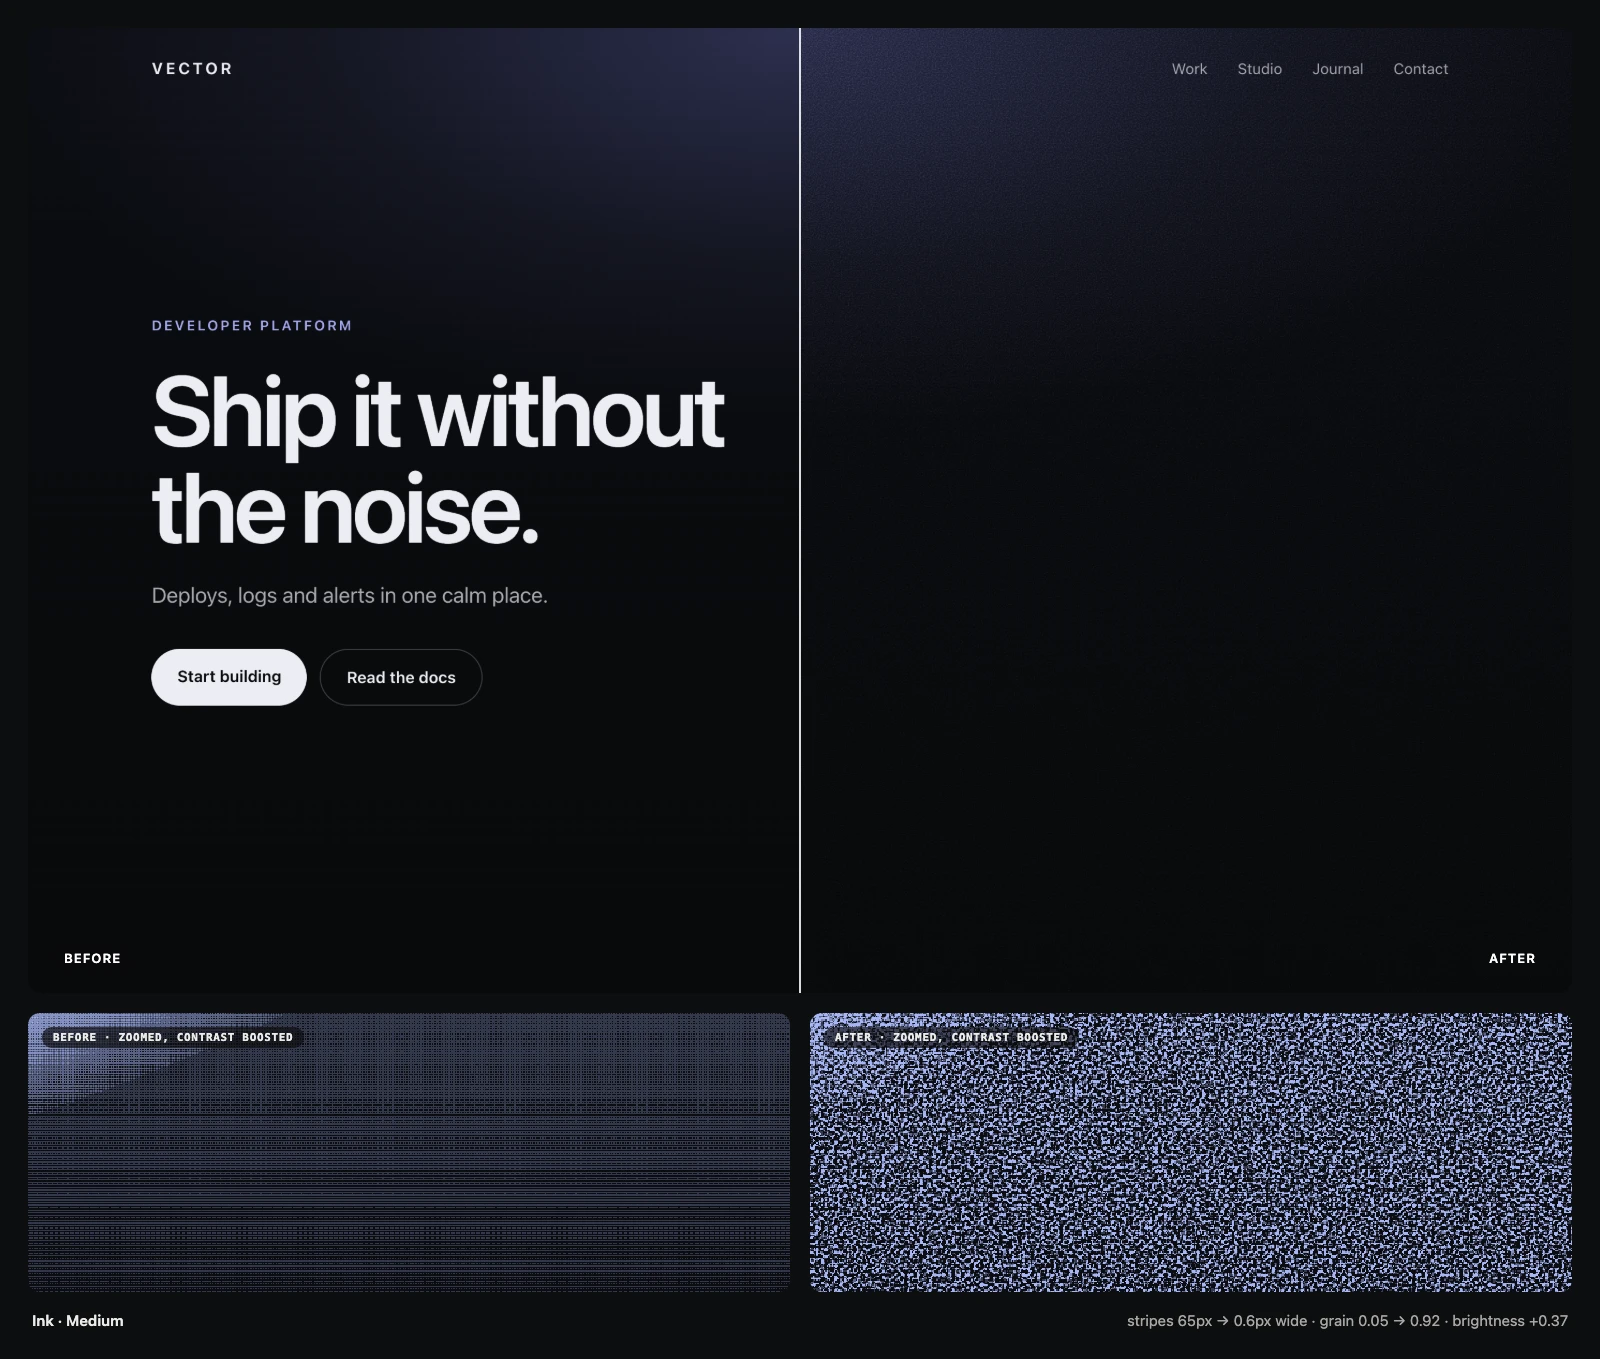 VECTOR
Work Studio Journal Contact
DEVELOPER PLATFORM
Ship it without
the noise.
Deploys, logs and alerts in one calm place.
Start building Read the docs
BEFORE AFTER
BEFORE · ZOOMED, CONTRAST BOOSTED
AFTER · ZOOMED, CONTRAST BOOSTED
Ink · Medium
stripes 65px → 0.6px wide · grain 0.05 → 0.92 · brightness +0.37